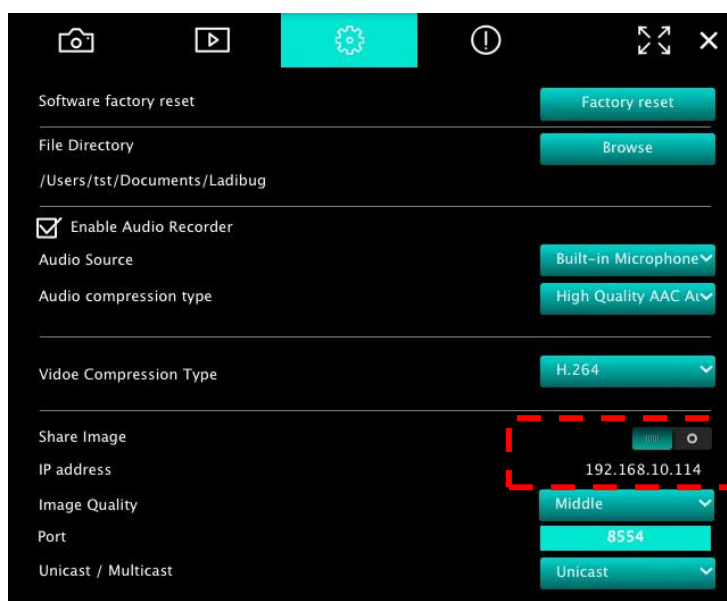 Software factory reset Factory reset
File Directory Browse
/Users/tst/Documents/Ladibug
Enable Audio Recorder
Audio Source Built-in Microphone
Audio compression type High Quality AAC Au
Vidoe Compression Type H.264
Share Image
IP address 192.168.10.114
Image Quality Middle
Port 8554
Unicast / Multicast Unicast